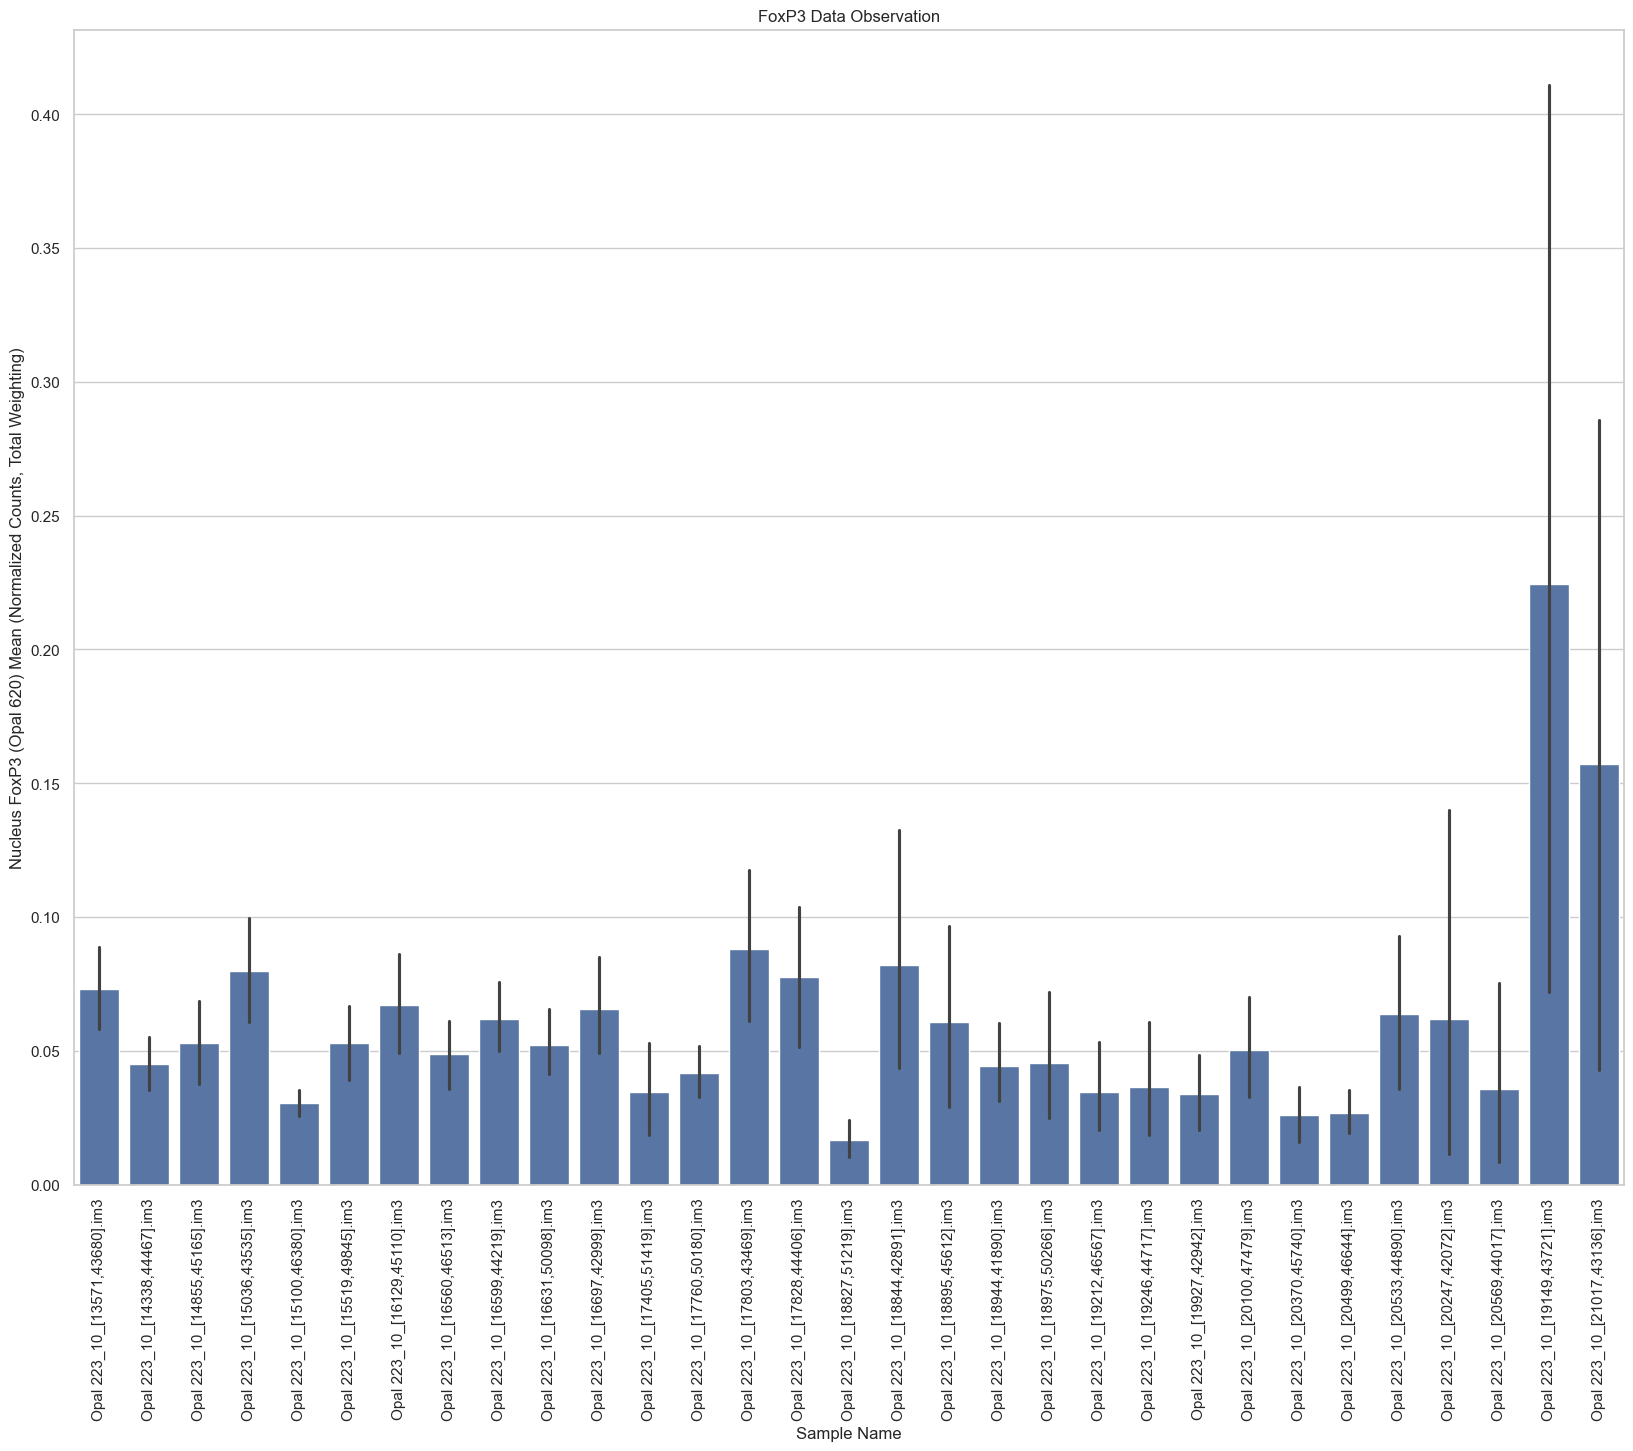 FoxP3 Data Observation
Nucleus FoxP3 (Opal 620) Mean (Normalized Counts, Total Weighting)
0.40
0.35
0.30
0.25
0.20
0.15
0.10
0.05
0.00
Opal 223_10_[13571,43680].im3
Opal 223_10_[14338,44467].im3
Opal 223_10_[14855,45165].im3
Opal 223_10_[15036,43535].im3
Opal 223_10_[15100,46380].im3
Opal 223_10_[15519,49845].im3
Opal 223_10_[16129,45110].im3
Opal 223_10_[16560,46513].im3
Opal 223_10_[16599,44219].im3
Opal 223_10_[16631,50098].im3
Opal 223_10_[16697,42999].im3
Opal 223_10_[17405,51419].im3
Opal 223_10_[17760,50180].im3
Opal 223_10_[17803,43469].im3
Opal 223_10_[17828,44406].im3
Opal 223_10_[18827,51219].im3
Opal 223_10_[18844,42891].im3
Opal 223_10_[18895,45612].im3
Opal 223_10_[18944,41890].im3
Opal 223_10_[18975,50266].im3
Opal 223_10_[19212,46567].im3
Opal 223_10_[19246,44717].im3
Opal 223_10_[19927,42942].im3
Opal 223_10_[20100,47479].im3
Opal 223_10_[20370,45740].im3
Opal 223_10_[20499,46644].im3
Opal 223_10_[20533,44890].im3
Opal 223_10_[20247,42072].im3
Opal 223_10_[20569,44017].im3
Opal 223_10_[19149,43721].im3
Opal 223_10_[21017,43136].im3
Sample Name